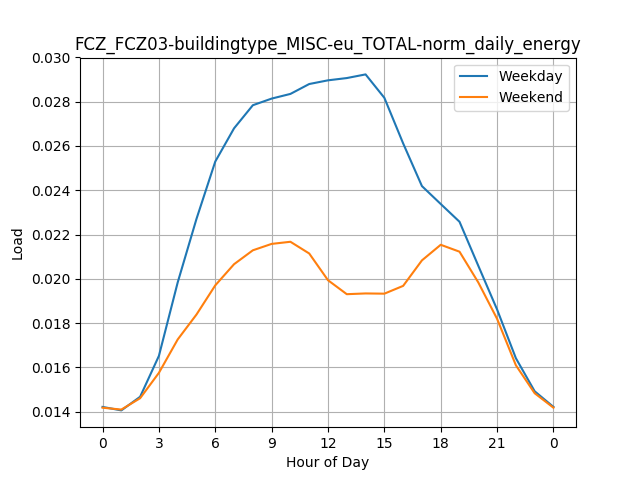 FCZ_FCZ03-buildingtype_MISC-eu_TOTAL-norm_daily_energy
Weekday
Weekend
Load
0.030
0.028
0.026
0.024
0.022
0.020
0.018
0.016
0.014
0 3 6 9 12 15 18 21 0
Hour of Day